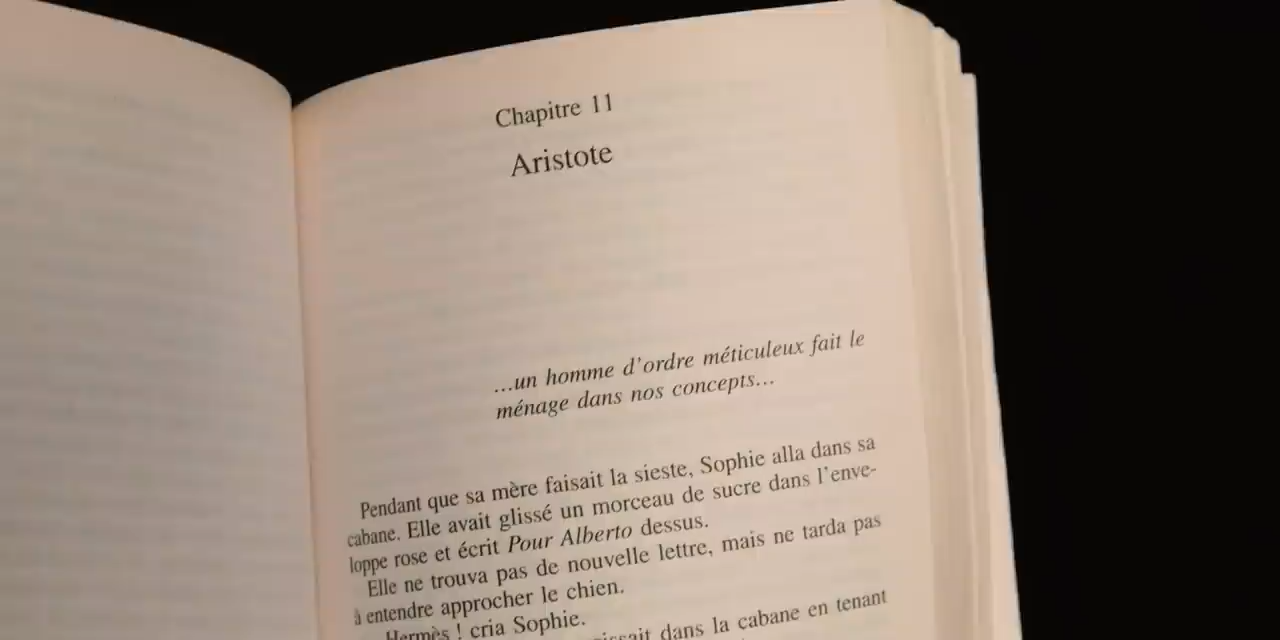 Chapitre 11
Aristote
...un homme d'ordre méticuleux fait le
ménage dans nos concepts...
Pendant que sa mère faisait la sieste, Sophie alla dans sa
cabane. Elle avait glissé un morceau de sucre dans l'enve-
loppe rose et écrit Pour Alberto dessus.
Elle ne trouva pas de nouvelle lettre, mais ne tarda pas
à entendre approcher le chien.
Hermès ! cria Sophie.
dans la cabane en tenant